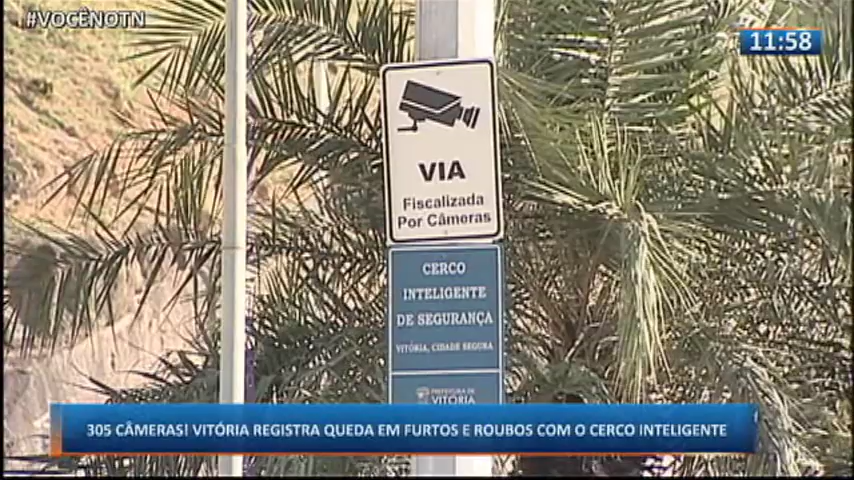 #VOCÊNOTN
11:58
VIA
Fiscalizada
Por Câmeras
CERCO
INTELIGENTE
DE SEGURANÇA
VITÓRIA, CIDADE SEGURA
PREFEITURA DE
VITÓRIA
305 CÂMERAS! VITÓRIA REGISTRA QUEDA EM FURTOS E ROUBOS COM O CERCO INTELIGENTE